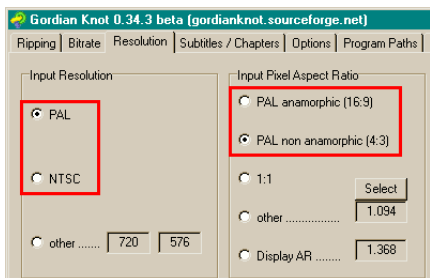 Gordian Knot 0.34.3 beta (gordianknot.sourceforge.net)
Ripping Bitrate Resolution Subtitles / Chapters Options Program Paths
Input Resolution
PAL
NTSC
other ....... 720 576
Input Pixel Aspect Ratio
PAL anamorphic (16:9)
PAL non anamorphic (4:3)
1:1
Select
other ................ 1.094
Display AR ........ 1.368